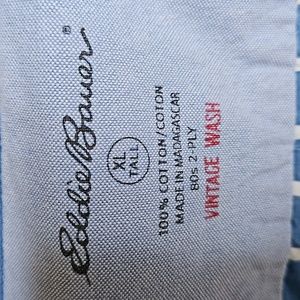 Eddie Bauer®
XL
TALL
100% COTTON/COTON
MADE IN MADAGASCAR
80s 2-PLY
VINTAGE WASH